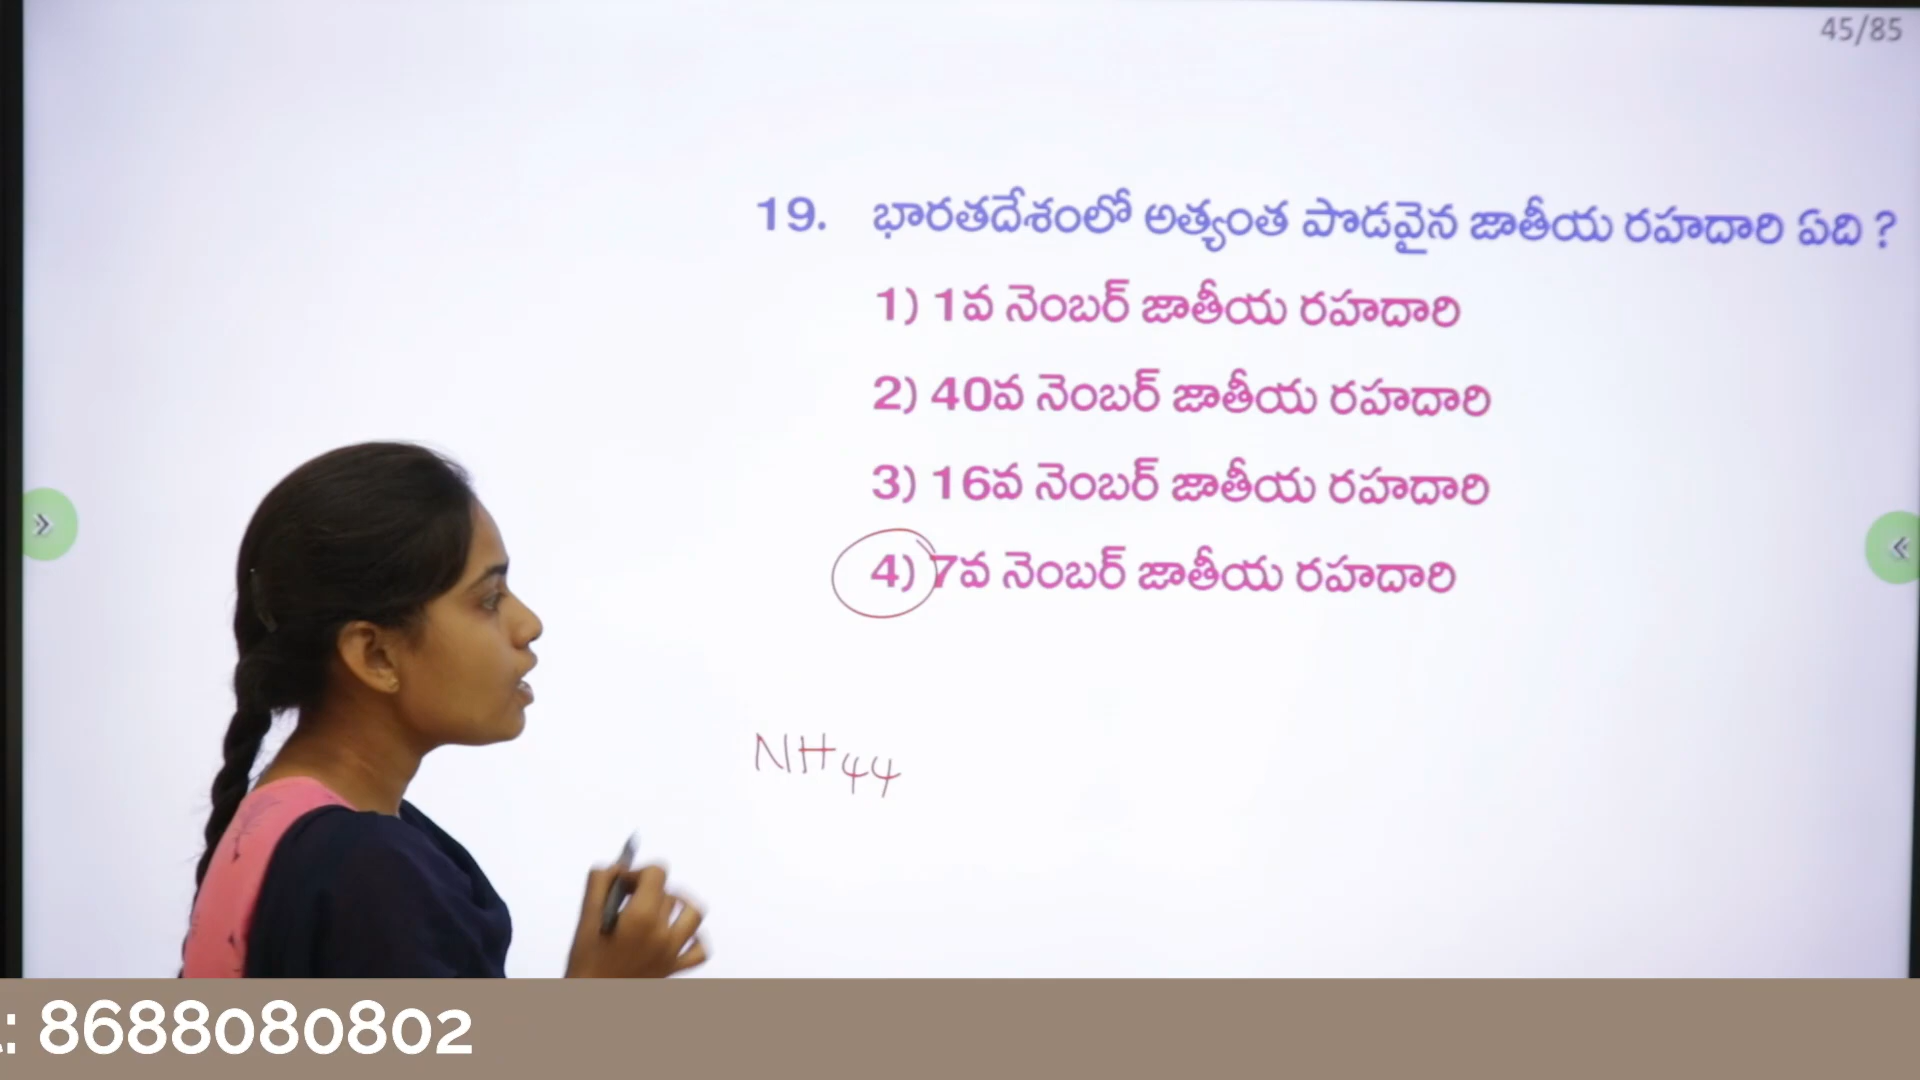 45/85
19. భారతదేశంలో అత్యంత పొడవైన జాతీయ రహదారి ఏది ?
1) 1వ నెంబర్ జాతీయ రహదారి
2) 40వ నెంబర్ జాతీయ రహదారి
3) 16వ నెంబర్ జాతీయ రహదారి
4) 7వ నెంబర్ జాతీయ రహదారి
NH44
: 8688080802